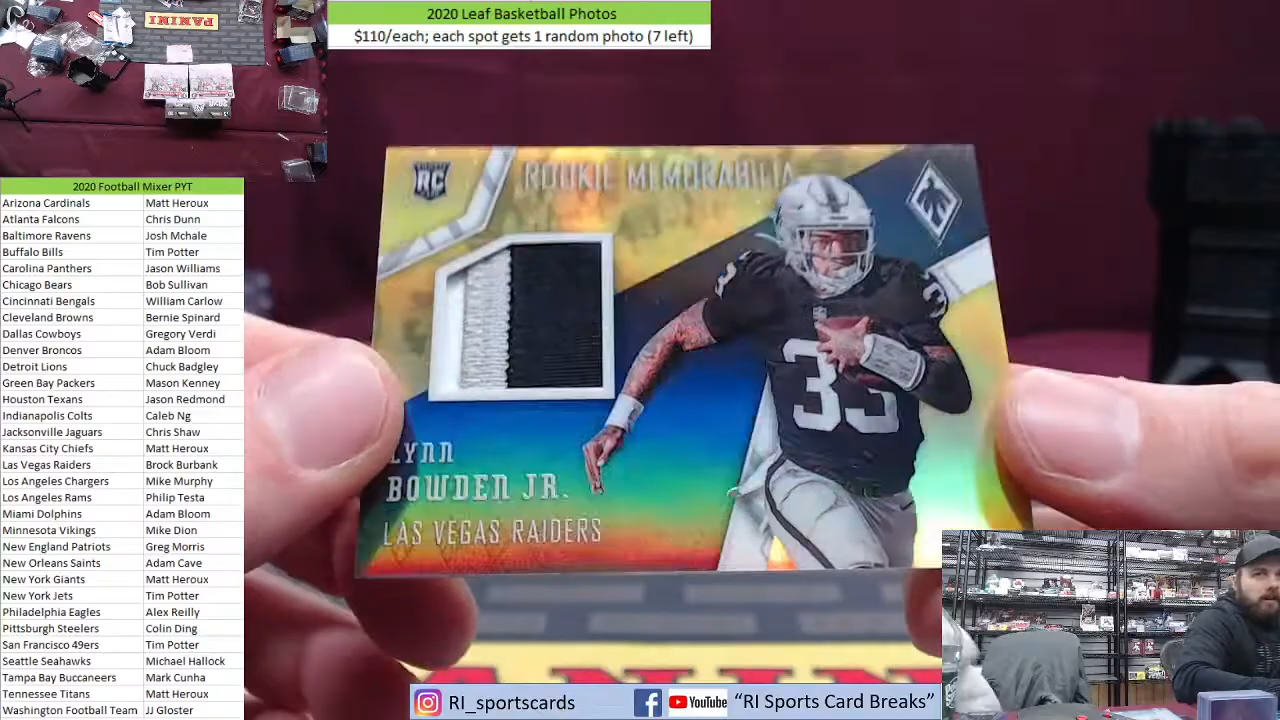 PANINI
2020 Leaf Basketball Photos
$110/each; each spot gets 1 random photo (7 left)
2020 Football Mixer PYT
Arizona Cardinals Matt Heroux
Atlanta Falcons Chris Dunn
Baltimore Ravens Josh Mchale
Buffalo Bills Tim Potter
Carolina Panthers Jason Williams
Chicago Bears Bob Sullivan
Cincinnati Bengals William Carlow
Cleveland Browns Bernie Spinard
Dallas Cowboys Gregory Verdi
Denver Broncos Adam Bloom
Detroit Lions Chuck Badgley
Green Bay Packers Mason Kenney
Houston Texans Jason Redmond
Indianapolis Colts Caleb Ng
Jacksonville Jaguars Chris Shaw
Kansas City Chiefs Matt Heroux
Las Vegas Raiders Brock Burbank
Los Angeles Chargers Mike Murphy
Los Angeles Rams Philip Testa
Miami Dolphins Adam Bloom
Minnesota Vikings Mike Dion
New England Patriots Greg Morris
New Orleans Saints Adam Cave
New York Giants Matt Heroux
New York Jets Tim Potter
Philadelphia Eagles Alex Reilly
Pittsburgh Steelers Colin Ding
San Francisco 49ers Tim Potter
Seattle Seahawks Michael Hallock
Tampa Bay Buccaneers Mark Cunha
Tennessee Titans Matt Heroux
Washington Football Team JJ Gloster
RC
ROOKIE MEMORABILIA
33
3
33
LYNN
BOWDEN JR.
LAS VEGAS RAIDERS
PANINI
RI_sportscards
YouTube "RI Sports Card Breaks"